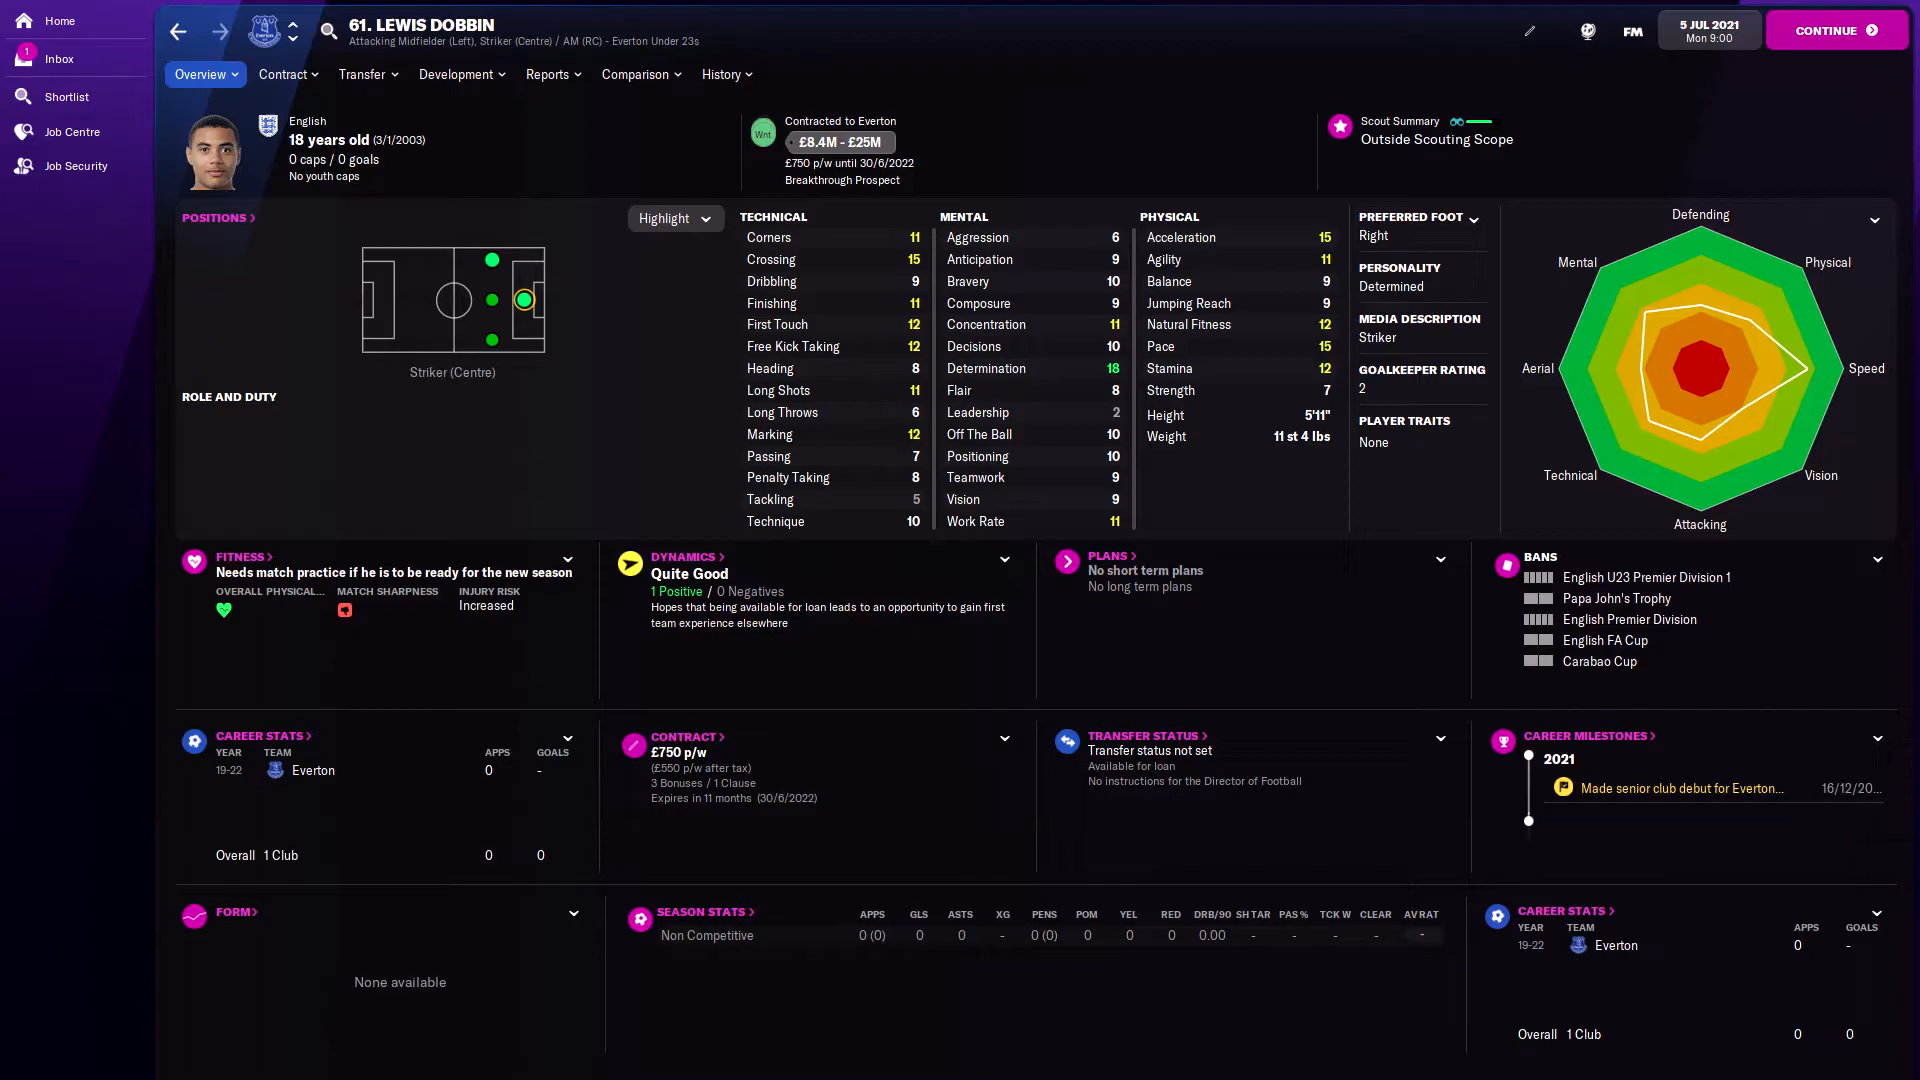 Home
1
Inbox
Shortlist
Job Centre
Job Security
61. LEWIS DOBBIN
Attacking Midfielder (Left), Striker (Centre) / AM (RC) - Everton Under 23s
FM
5 JUL 2021
Mon 9:00
CONTINUE
Overview
Contract
Transfer
Development
Reports
Comparison
History
English
18 years old (3/1/2003)
0 caps / 0 goals
No youth caps
Wnt
Contracted to Everton
£8.4M - £25M
£750 p/w until 30/6/2022
Breakthrough Prospect
Scout Summary
Outside Scouting Scope
POSITIONS >
Highlight
Striker (Centre)
ROLE AND DUTY
TECHNICAL
Corners 11
Crossing 15
Dribbling 9
Finishing 11
First Touch 12
Free Kick Taking 12
Heading 8
Long Shots 11
Long Throws 6
Marking 12
Passing 7
Penalty Taking 8
Tackling 5
Technique 10
MENTAL
Aggression 6
Anticipation 9
Bravery 10
Composure 9
Concentration 11
Decisions 10
Determination 18
Flair 8
Leadership 2
Off The Ball 10
Positioning 10
Teamwork 9
Vision 9
Work Rate 11
PHYSICAL
Acceleration 15
Agility 11
Balance 9
Jumping Reach 9
Natural Fitness 12
Pace 15
Stamina 12
Strength 7
Height 5'11"
Weight 11 st 4 lbs
PREFERRED FOOT
Right
PERSONALITY
Determined
MEDIA DESCRIPTION
Striker
GOALKEEPER RATING
2
PLAYER TRAITS
None
Defending
Mental
Physical
Aerial
Speed
Technical
Vision
Attacking
FITNESS >
Needs match practice if he is to be ready for the new season
OVERALL PHYSICAL... MATCH SHARPNESS INJURY RISK
Increased
DYNAMICS >
Quite Good
1 Positive / 0 Negatives
Hopes that being available for loan leads to an opportunity to gain first
team experience elsewhere
PLANS >
No short term plans
No long term plans
BANS
English U23 Premier Division 1
Papa John's Trophy
English Premier Division
English FA Cup
Carabao Cup
CAREER STATS >
YEAR TEAM APPS GOALS
19-22 Everton 0 -
Overall 1 Club 0 0
CONTRACT >
£750 p/w
(£550 p/w after tax)
3 Bonuses / 1 Clause
Expires in 11 months (30/6/2022)
TRANSFER STATUS >
Transfer status not set
Available for loan
No instructions for the Director of Football
CAREER MILESTONES >
2021
Made senior club debut for Everton... 16/12/20...
FORM >
None available
SEASON STATS > APPS GLS ASTS XG PENS POM YEL RED DRB/90 SH TAR PAS % TCK W CLEAR AV RAT
Non Competitive 0 (0) 0 0 - 0 (0) 0 0 0 0.00 - - - - -
CAREER STATS >
YEAR TEAM APPS GOALS
19-22 Everton 0 -
Overall 1 Club 0 0